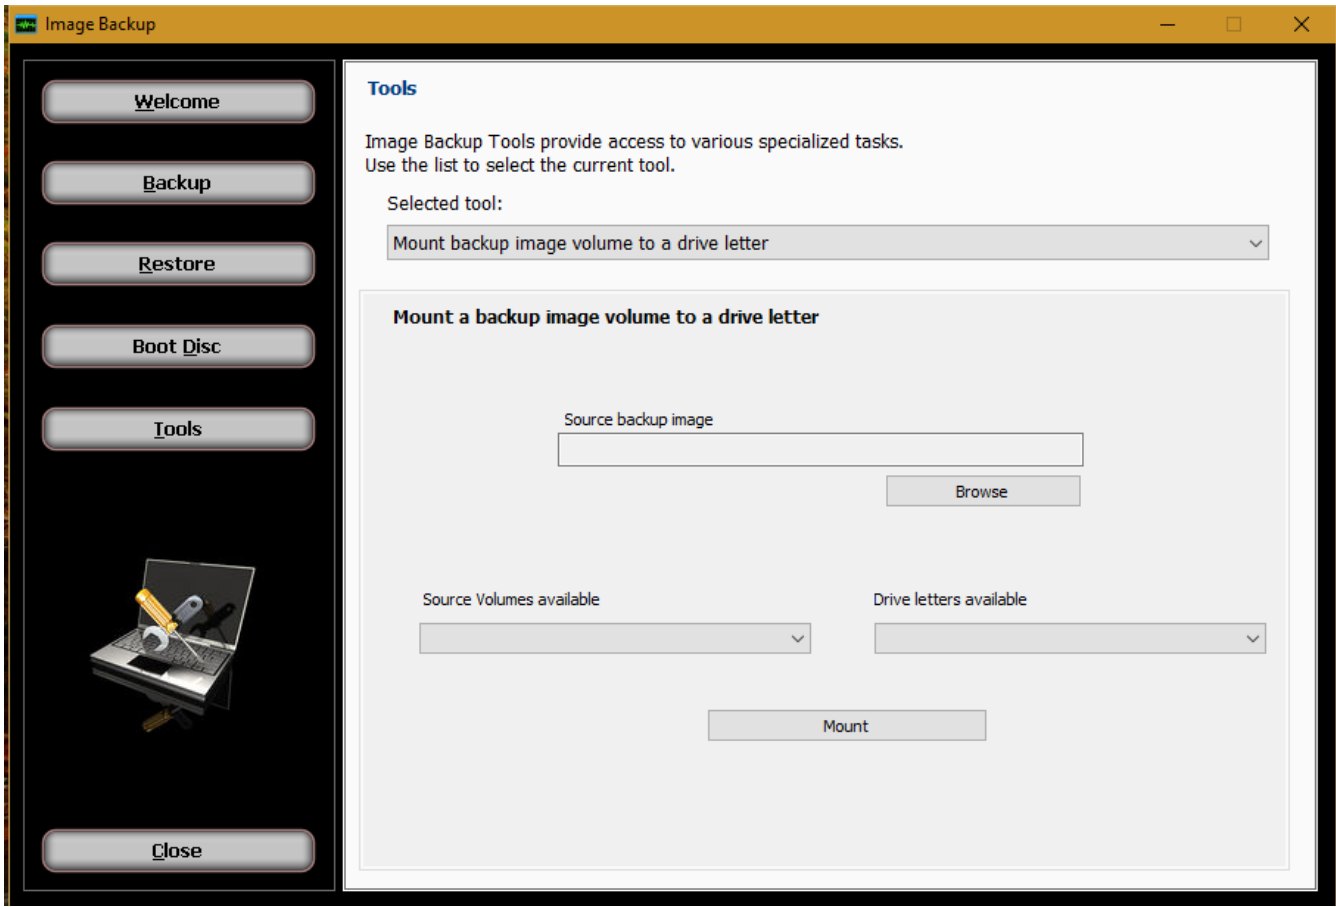 Image Backup
Welcome
Backup
Restore
Boot Disc
Tools
Close
Tools
Image Backup Tools provide access to various specialized tasks.
Use the list to select the current tool.
Selected tool:
Mount backup image volume to a drive letter
Mount a backup image volume to a drive letter
Source backup image
Browse
Source Volumes available
Drive letters available
Mount